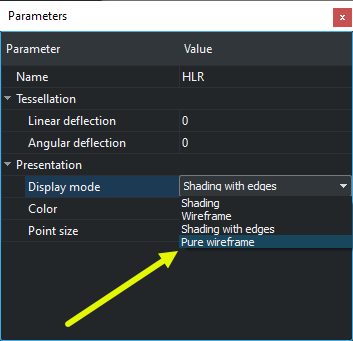 Parameters x
Parameter Value
Name HLR
Tessellation
Linear deflection 0
Angular deflection 0
Presentation
Display mode Shading with edges
Color Shading
Wireframe
Point size Shading with edges
Pure wireframe